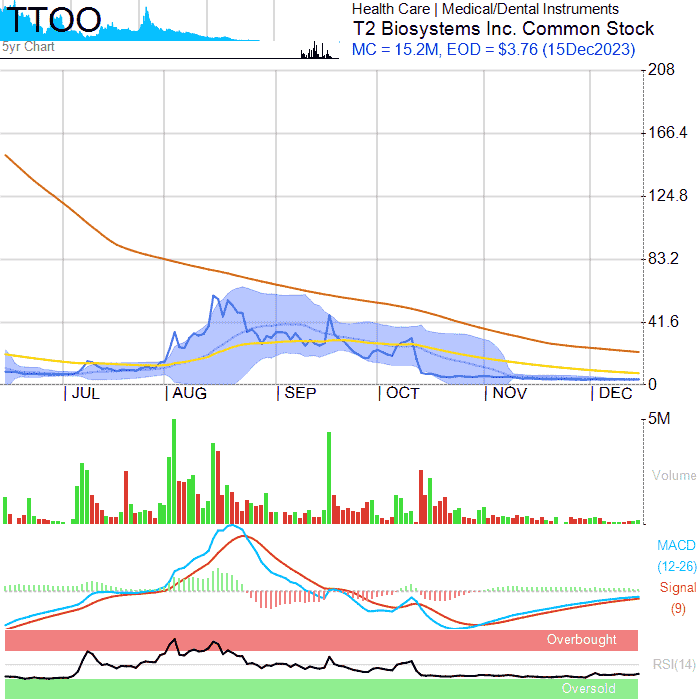 TTOO
5yr Chart
Health Care | Medical/Dental Instruments
T2 Biosystems Inc. Common Stock
MC = 15.2M, EOD = $3.76 (15Dec2023)
208
166.4
124.8
83.2
41.6
0
JUL AUG SEP OCT NOV DEC
5M
Volume
MACD
(12-26)
Signal
(9)
Overbought
RSI(14)
Oversold